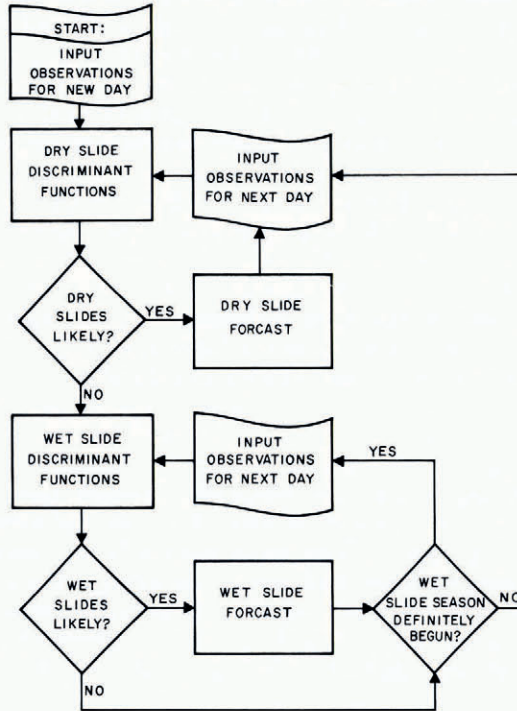 START:
INPUT
OBSERVATIONS
FOR NEW DAY
DRY SLIDE
DISCRIMINANT
FUNCTIONS
INPUT
OBSERVATIONS
FOR NEXT DAY
DRY
SLIDES
LIKELY?
YES
DRY SLIDE
FORCAST
NO
WET SLIDE
DISCRIMINANT
FUNCTIONS
INPUT
OBSERVATIONS
FOR NEXT DAY
YES
WET
SLIDES
LIKELY?
YES
WET SLIDE
FORCAST
WET
SLIDE SEASON
DEFINITELY
BEGUN?
NO
NO